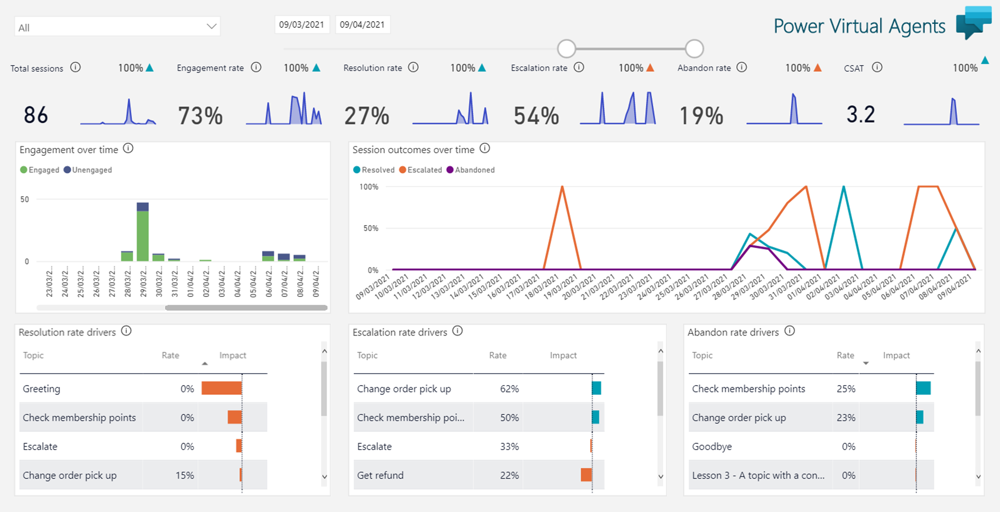 All
09/03/2021 09/04/2021
Power Virtual Agents
Total sessions 100%
Engagement rate 100%
Resolution rate 100%
Escalation rate 100%
Abandon rate 100%
CSAT 100%
86
73%
27%
54%
19%
3.2
Engagement over time
Engaged Unengaged
50
0
23/03/2...
24/03/2...
25/03/2...
26/03/2...
27/03/2...
28/03/2...
29/03/2...
30/03/2...
31/03/2...
01/04/2...
02/04/2...
03/04/2...
04/04/2...
05/04/2...
06/04/2...
07/04/2...
08/04/2...
09/04/2...
Session outcomes over time
Resolved Escalated Abandoned
100%
50%
0%
09/03/2021
10/03/2021
11/03/2021
12/03/2021
13/03/2021
14/03/2021
15/03/2021
16/03/2021
17/03/2021
18/03/2021
19/03/2021
20/03/2021
21/03/2021
22/03/2021
23/03/2021
24/03/2021
25/03/2021
26/03/2021
27/03/2021
28/03/2021
29/03/2021
30/03/2021
31/03/2021
01/04/2021
02/04/2021
03/04/2021
04/04/2021
05/04/2021
06/04/2021
07/04/2021
08/04/2021
09/04/2021
Resolution rate drivers
Topic Rate Impact
Greeting 0%
Check membership points 0%
Escalate 0%
Change order pick up 15%
Escalation rate drivers
Topic Rate Impact
Change order pick up 62%
Check membership poi... 50%
Escalate 33%
Get refund 22%
Abandon rate drivers
Topic Rate Impact
Check membership points 25%
Change order pick up 23%
Goodbye 0%
Lesson 3 - A topic with a con... 0%